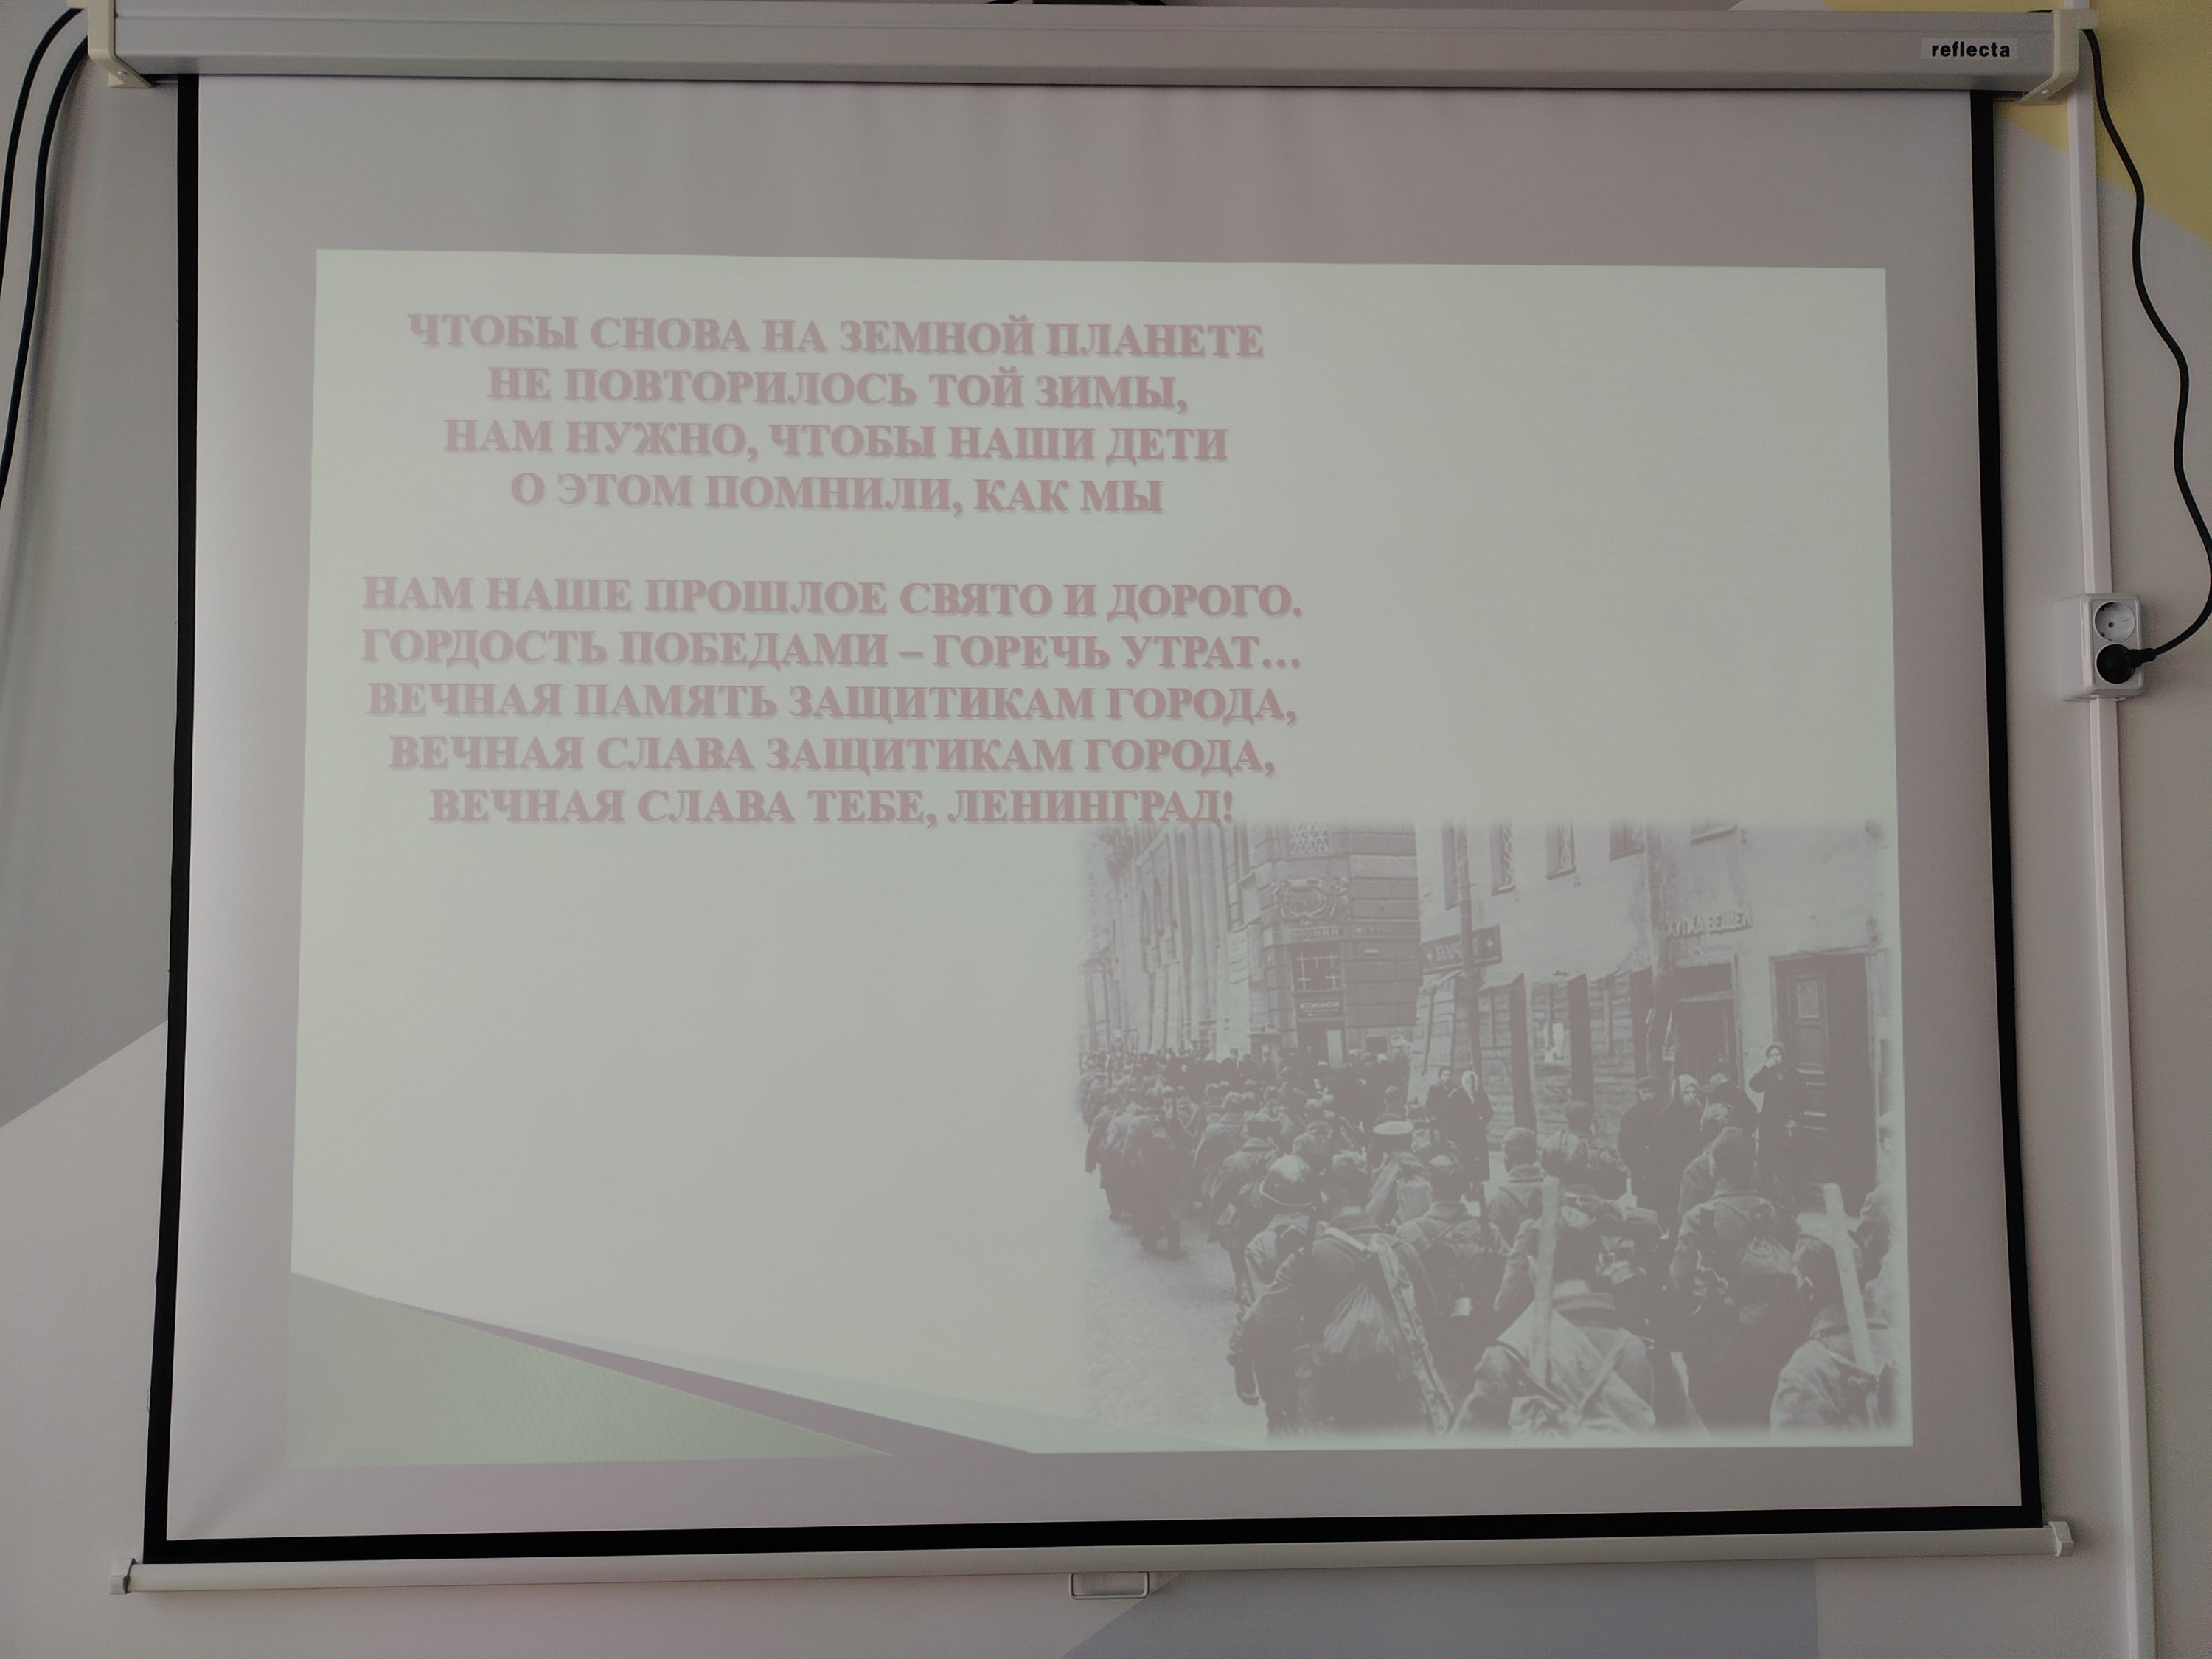 reflecta
ЧТОБЫ СНОВА НА ЗЕМНОЙ ПЛАНЕТЕ
НЕ ПОВТОРИЛОСЬ ТОЙ ЗИМЫ,
НАМ НУЖНО, ЧТОБЫ НАШИ ДЕТИ
О ЭТОМ ПОМНИЛИ, КАК МЫ
НАМ НАШЕ ПРОШЛОЕ СВЯТО И ДОРОГО.
ГОРДОСТЬ ПОБЕДАМИ – ГОРЕЧЬ УТРАТ...
ВЕЧНАЯ ПАМЯТЬ ЗАЩИТИКАМ ГОРОДА,
ВЕЧНАЯ СЛАВА ЗАЩИТИКАМ ГОРОДА,
ВЕЧНАЯ СЛАВА ТЕБЕ, ЛЕНИНГРАД!